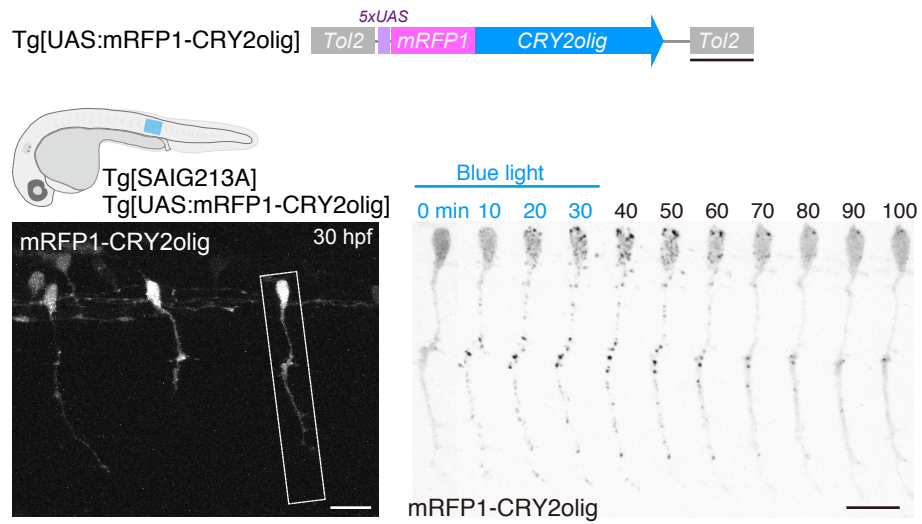 5xUAS
Tg[UAS:mRFP1-CRY2olig] Tol2 mRFP1 CRY2olig Tol2
Tg[SAIG213A]
Tg[UAS:mRFP1-CRY2olig]
mRFP1-CRY2olig 30 hpf
Blue light
0 min 10 20 30 40 50 60 70 80 90 100
mRFP1-CRY2olig